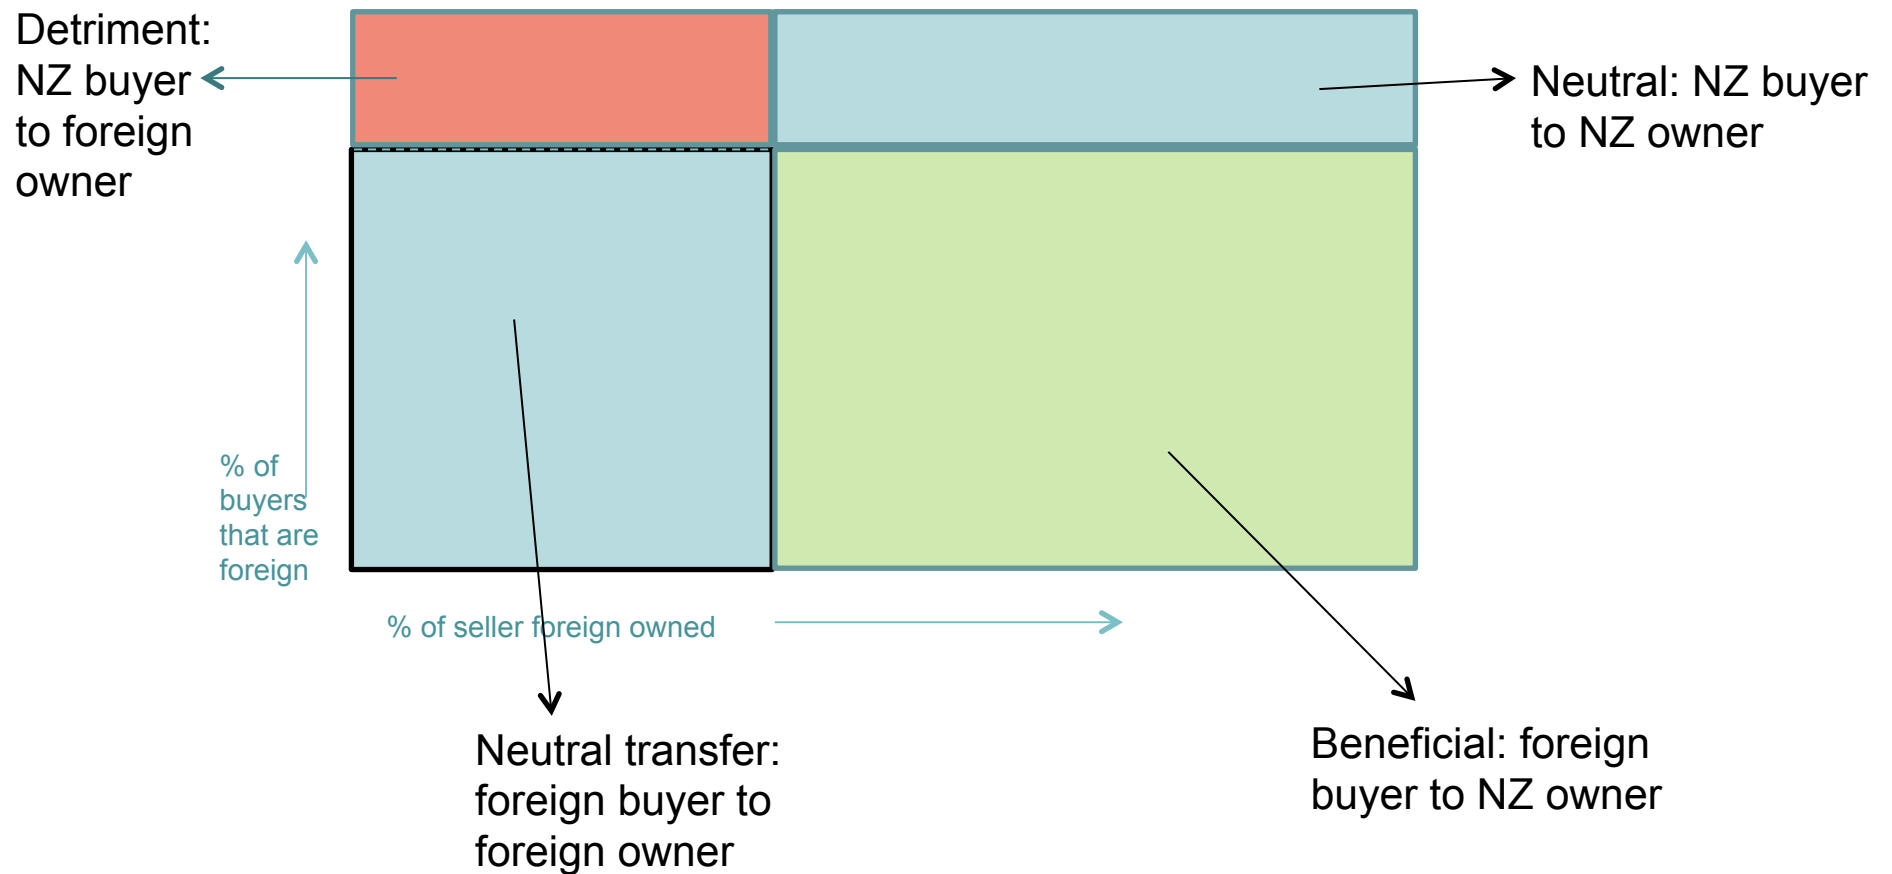 Detriment:
NZ buyer
to foreign
owner
Neutral: NZ buyer
to NZ owner
% of
buyers
that are
foreign
% of seller foreign owned
Neutral transfer:
foreign buyer to
foreign owner
Beneficial: foreign
buyer to NZ owner